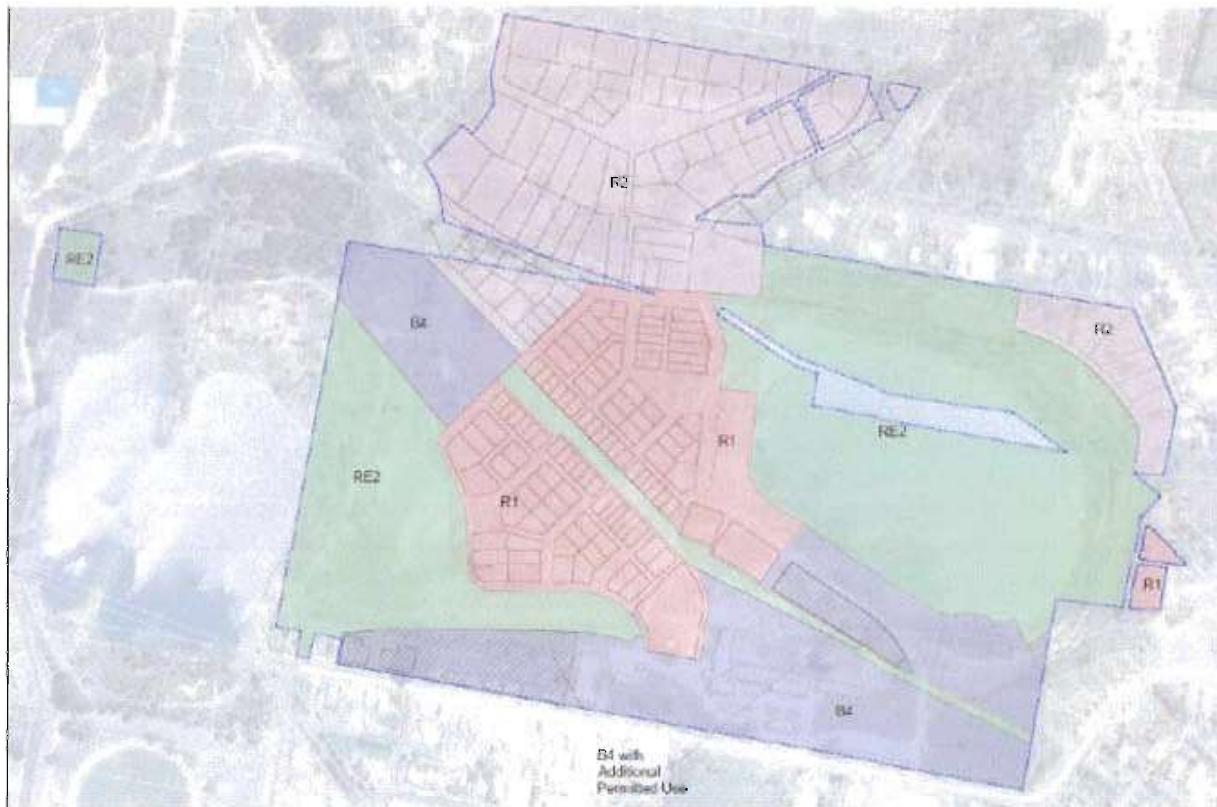 R2
RE2
B4
R2
RE2
R1
RE2
R1
R1
B4
B4 with
Additional
Permitted Use